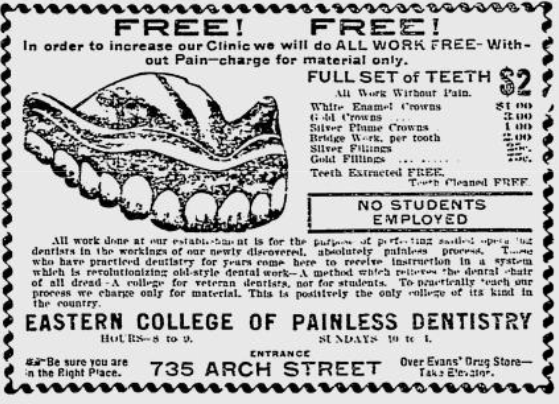 FREE! FREE!
In order to increase our Clinic we will do ALL WORK FREE- With-
out Pain—charge for material only.
FULL SET of TEETH $2
All Work Without Pain.
White Enamel Crowns $1 00
Gold Crowns .... 3.00
Silver Plume Crowns . 1 00
Bridge Work, per tooth 2.00
Silver Fillings
Gold Fillings .. ........
Teeth Extracted FREE.
Teeth Cleaned FREE.
NO STUDENTS
EMPLOYED
All work done at our establishment is for the purpose of perfecting
dentists in the workings of our newly discovered, absolutely painless process. Those
who have practiced dentistry for years come here to receive instruction in a system
which is revolutionizing old-style dental work—A method which relieves the dental chair
of all dread-A college for veteran dentists, not for students. To practically teach our
process we charge only for material. This is positively the only college of its kind in
the country.
EASTERN COLLEGE OF PAINLESS DENTISTRY
HOURS—8 to 9. SUNDAYS 10 to 4.
☞Be sure you are
in the Right Place.
ENTRANCE
735 ARCH STREET
Over Evans' Drug Store—
Take Elevator.